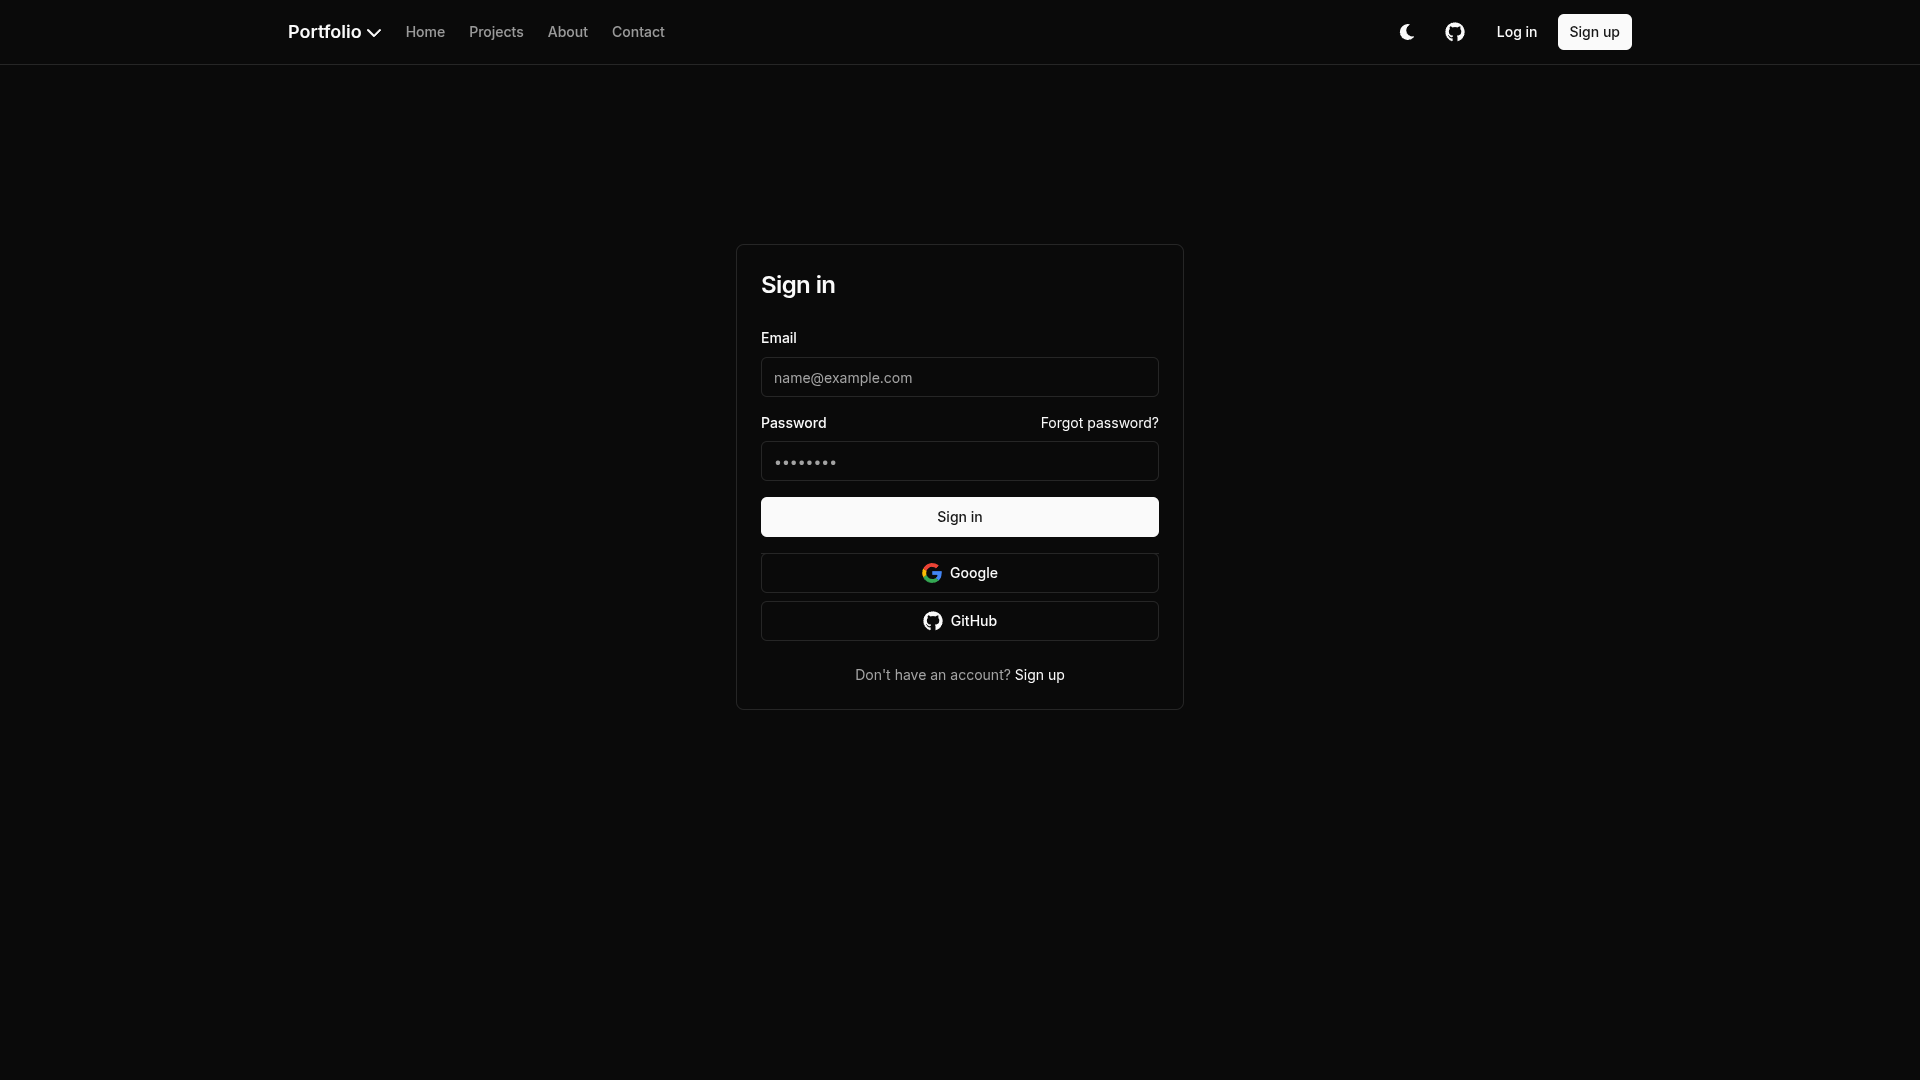 Portfolio Home Projects About Contact Log in Sign up
Sign in
Email
name@example.com
Password Forgot password?
••••••••
Sign in
Google
GitHub
Don't have an account? Sign up